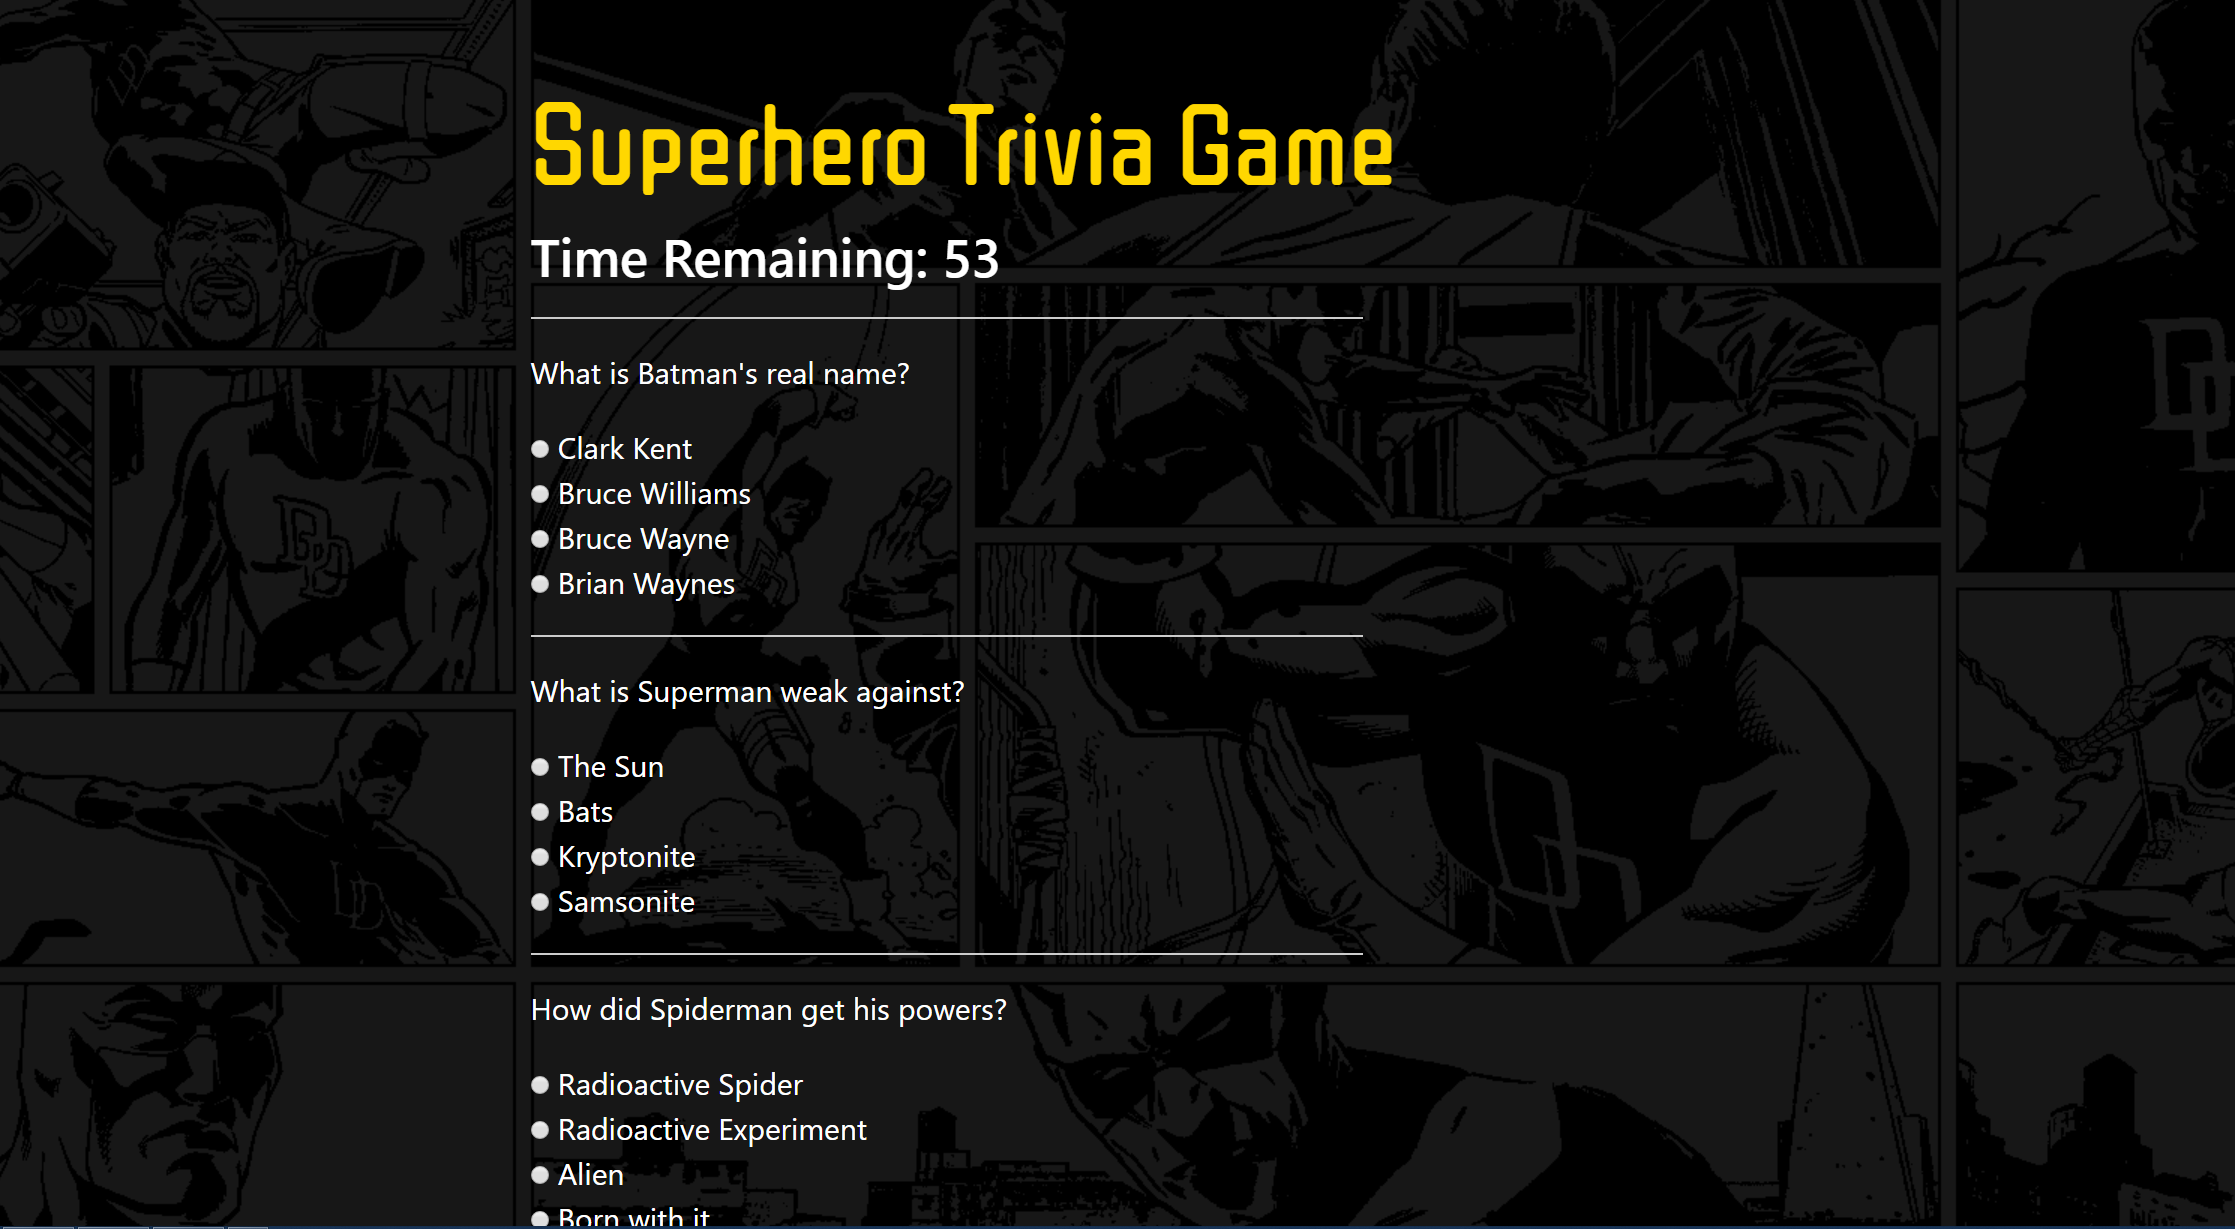 Superhero Trivia Game
Time Remaining: 53
What is Batman's real name?
Clark Kent
Bruce Williams
Bruce Wayne
Brian Waynes
What is Superman weak against?
The Sun
Bats
Kryptonite
Samsonite
How did Spiderman get his powers?
Radioactive Spider
Radioactive Experiment
Alien
Born with it